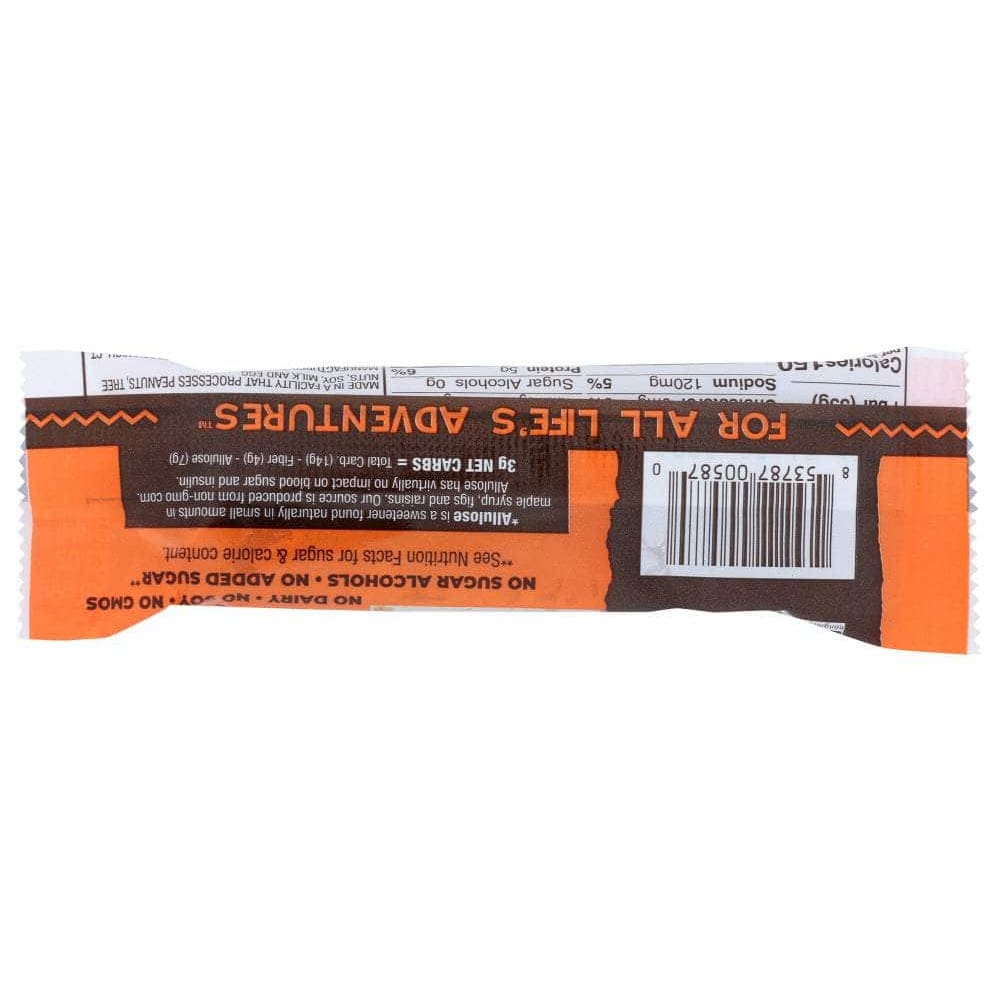 NO DAIRY • NO SOY • NO GMOS
NO SUGAR ALCOHOLS • NO ADDED SUGAR**
**See Nutrition Facts for sugar & calorie content.
*Allulose is a sweetener found naturally in small amounts in
maple syrup, figs and raisins. Our source is produced from non-gmo corn.
Allulose has virtually no impact on blood sugar and insulin.
3g NET CARBS = Total Carb. (14g) - Fiber (4g) - Allulose (7g)
8 53787 00587 0
FOR ALL LIFE'S ADVENTURES™
1 bar (35g)
Calories 150
Sodium 120mg 5%
Sugar Alcohols 0g
Protein 5g 6%
MADE IN A FACILITY THAT PROCESSES PEANUTS, TREE
NUTS, SOY, MILK AND EGG